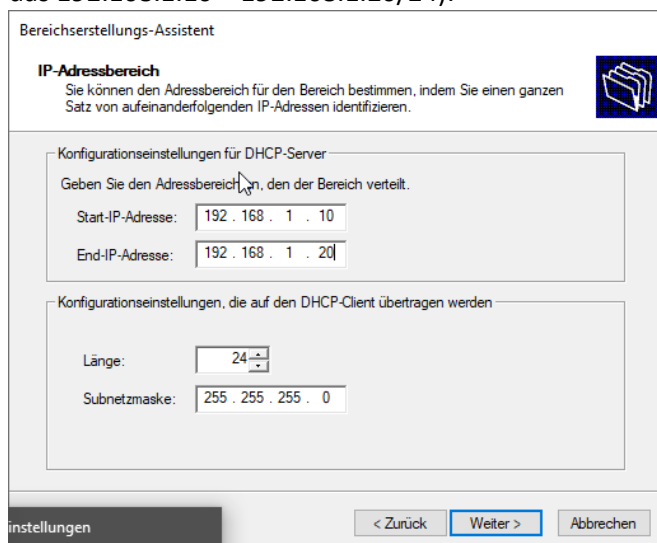 Bereichserstellungs-Assistent
IP-Adressbereich
Sie können den Adressbereich für den Bereich bestimmen, indem Sie einen ganzen
Satz von aufeinanderfolgenden IP-Adressen identifizieren.
Konfigurationseinstellungen für DHCP-Server
Geben Sie den Adressbereich an, den der Bereich verteilt.
Start-IP-Adresse: 192 . 168 . 1 . 10
End-IP-Adresse: 192 . 168 . 1 . 20
Konfigurationseinstellungen, die auf den DHCP-Client übertragen werden
Länge: 24
Subnetzmaske: 255 . 255 . 255 . 0
instellungen
< Zurück Weiter > Abbrechen